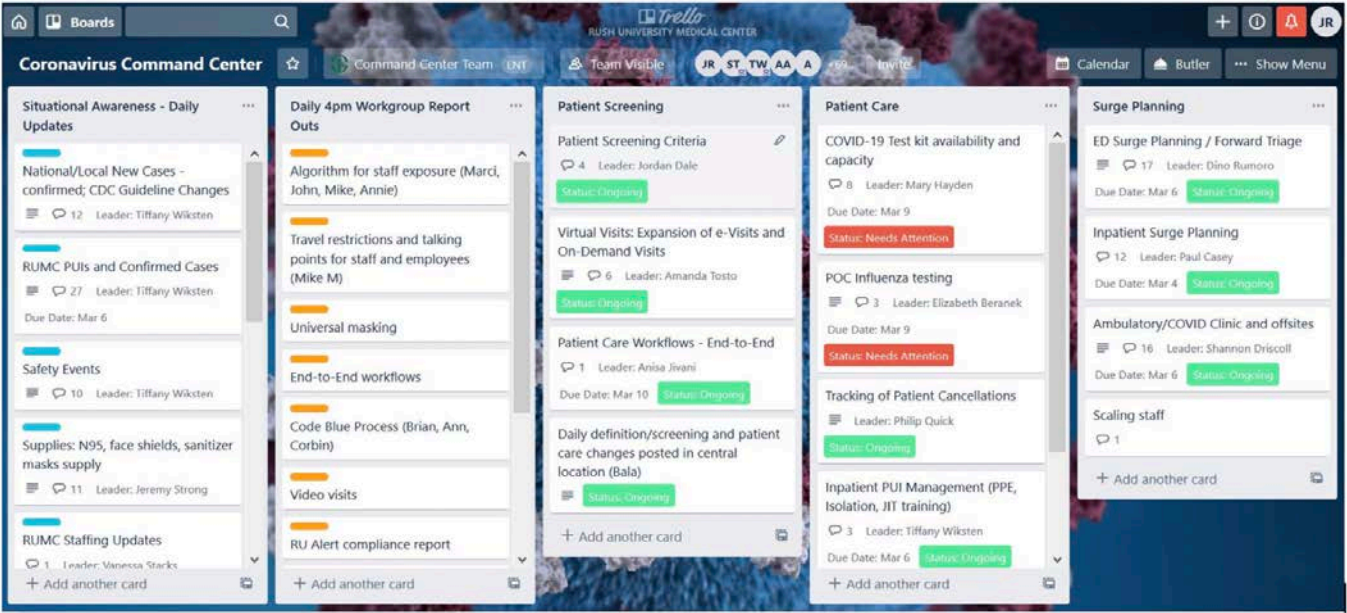 Boards
Trello
RUSH UNIVERSITY MEDICAL CENTER
JR
Coronavirus Command Center
Command Center Team LNT
Team Visible
JR ST TW AA A +69 Invite
Calendar
Butler
··· Show Menu
Situational Awareness - Daily
Updates
National/Local New Cases -
confirmed; CDC Guideline Changes
12 Leader: Tiffany Wiksten
RUMC PUIs and Confirmed Cases
27 Leader: Tiffany Wiksten
Due Date: Mar 6
Safety Events
10 Leader: Tiffany Wiksten
Supplies: N95, face shields, sanitizer
masks supply
11 Leader: Jeremy Strong
RUMC Staffing Updates
1 Leader: Vanessa Stacks
+ Add another card
Daily 4pm Workgroup Report
Outs
Algorithm for staff exposure (Marci,
John, Mike, Annie)
Travel restrictions and talking
points for staff and employees
(Mike M)
Universal masking
End-to-End workflows
Code Blue Process (Brian, Ann,
Corbin)
Video visits
RU Alert compliance report
+ Add another card
Patient Screening
Patient Screening Criteria
4 Leader: Jordan Dale
Status: Ongoing
Virtual Visits: Expansion of e-Visits and
On-Demand Visits
6 Leader: Amanda Tosto
Status: Ongoing
Patient Care Workflows - End-to-End
1 Leader: Anisa Jivani
Due Date: Mar 10 Status: Ongoing
Daily definition/screening and patient
care changes posted in central
location (Bala)
Status: Ongoing
+ Add another card
Patient Care
COVID-19 Test kit availability and
capacity
8 Leader: Mary Hayden
Due Date: Mar 9
Status: Needs Attention
POC Influenza testing
3 Leader: Elizabeth Beranek
Due Date: Mar 9
Status: Needs Attention
Tracking of Patient Cancellations
Leader: Philip Quick
Status: Ongoing
Inpatient PUI Management (PPE,
Isolation, JIT training)
3 Leader: Tiffany Wiksten
Due Date: Mar 6 Status: Ongoing
+ Add another card
Surge Planning
ED Surge Planning / Forward Triage
17 Leader: Dino Rumoro
Due Date: Mar 6 Status: Ongoing
Inpatient Surge Planning
12 Leader: Paul Casey
Due Date: Mar 4 Status: Ongoing
Ambulatory/COVID Clinic and offsites
16 Leader: Shannon Driscoll
Due Date: Mar 6 Status: Ongoing
Scaling staff
1
+ Add another card